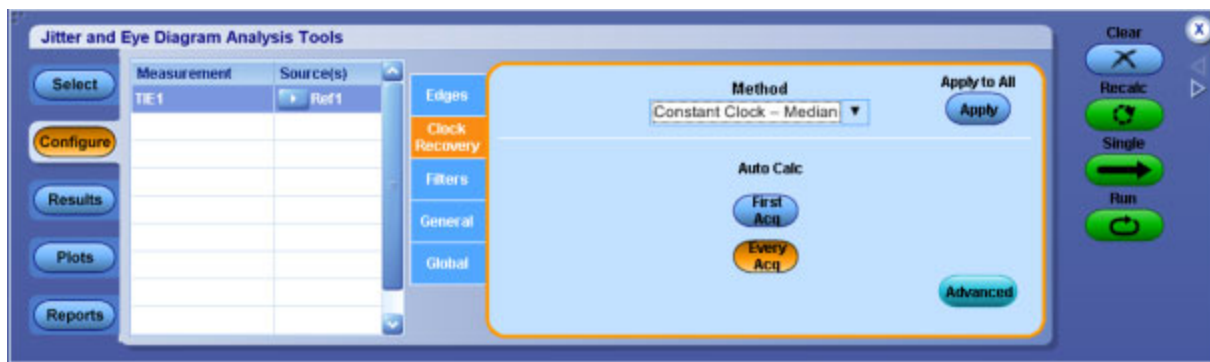 Jitter and Eye Diagram Analysis Tools
Clear
X
Select
Measurement Source(s)
TIE1 Ref1
Edges
Method
Constant Clock – Median
Apply to All
Apply
Recalc
Configure
Clock
Recovery
Single
Filters
Auto Calc
Results
First
Acq
Run
General
Plots
Global
Every
Acq
Advanced
Reports